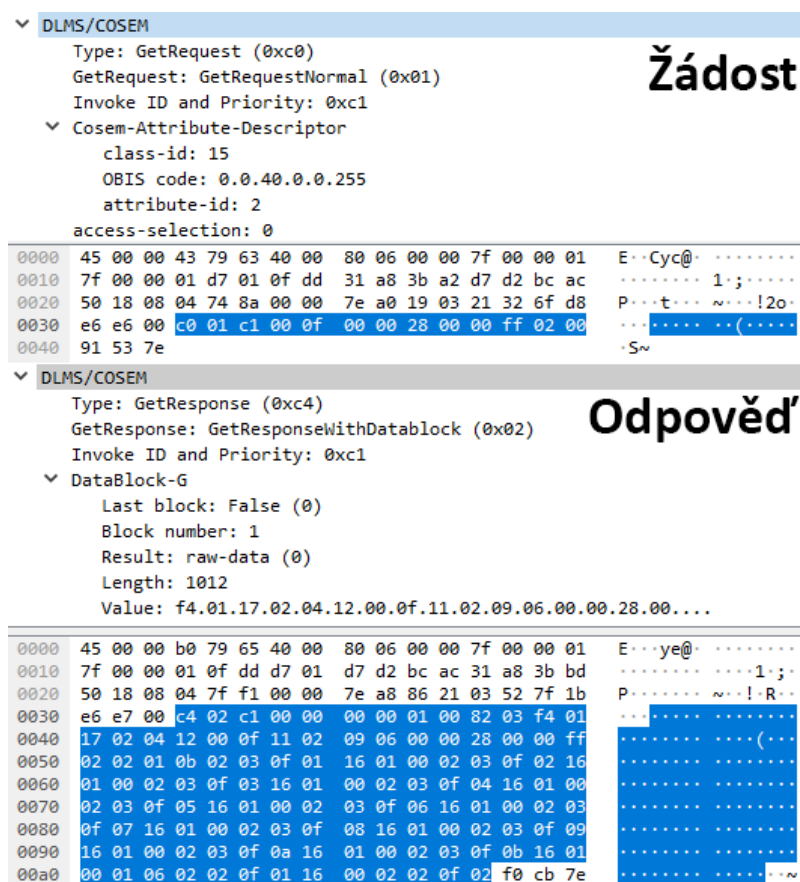 DLMS/COSEM
Type: GetRequest (0xc0)
Žádost
GetRequest: GetRequestNormal (0x01)
Invoke ID and Priority: 0xc1
Cosem-Attribute-Descriptor
class-id: 15
OBIS code: 0.0.40.0.0.255
attribute-id: 2
access-selection: 0
0000 45 00 00 43 79 63 40 00 80 06 00 00 7f 00 00 01 E··Cyc@· ········
0010 7f 00 00 01 d7 01 0f dd 31 a8 3b a2 d7 d2 bc ac ········ 1·;·····
0020 50 18 08 04 74 8a 00 00 7e a0 19 03 21 32 6f d8 P···t··· ~···!2o·
0030 e6 e6 00 c0 01 c1 00 0f 00 00 28 00 00 ff 02 00 ········ ··(·····
0040 91 53 7e ·S~
DLMS/COSEM
Type: GetResponse (0xc4)
Odpověď
GetResponse: GetResponseWithDatablock (0x02)
Invoke ID and Priority: 0xc1
DataBlock-G
Last block: False (0)
Block number: 1
Result: raw-data (0)
Length: 1012
Value: f4.01.17.02.04.12.00.0f.11.02.09.06.00.00.28.00....
0000 45 00 00 b0 79 65 40 00 80 06 00 00 7f 00 00 01 E···ye@· ········
0010 7f 00 00 01 0f dd d7 01 d7 d2 bc ac 31 a8 3b bd ········ ····1·;·
0020 50 18 08 04 7f f1 00 00 7e a8 86 21 03 52 7f 1b P······· ~··!·R··
0030 e6 e7 00 c4 02 c1 00 00 00 00 01 00 82 03 f4 01 ········ ········
0040 17 02 04 12 00 0f 11 02 09 06 00 00 28 00 00 ff ········ ····(···
0050 02 02 01 0b 02 03 0f 01 16 01 00 02 03 0f 02 16 ········ ········
0060 01 00 02 03 0f 03 16 01 00 02 03 0f 04 16 01 00 ········ ········
0070 02 03 0f 05 16 01 00 02 03 0f 06 16 01 00 02 03 ········ ········
0080 0f 07 16 01 00 02 03 0f 08 16 01 00 02 03 0f 09 ········ ········
0090 16 01 00 02 03 0f 0a 16 01 00 02 03 0f 0b 16 01 ········ ········
00a0 00 01 06 02 02 0f 01 16 00 02 02 0f 02 f0 cb 7e ········ ·······~